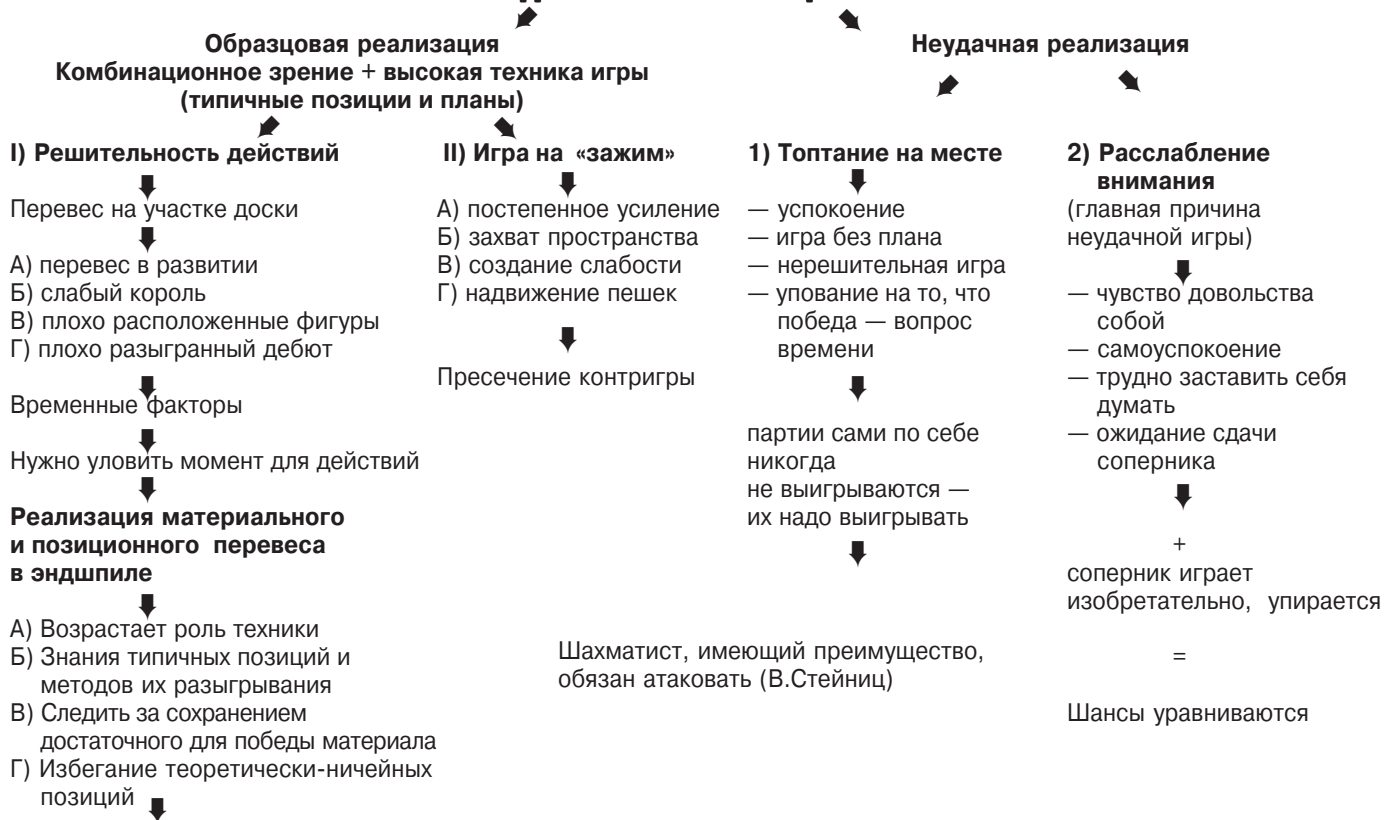 Образцовая реализация
Комбинационное зрение + высокая техника игры
(типичные позиции и планы)
Неудачная реализация
I) Решительность действий
Перевес на участке доски
А) перевес в развитии
Б) слабый король
В) плохо расположенные фигуры
Г) плохо разыгранный дебют
Временные факторы
Нужно уловить момент для действий
Реализация материального
и позиционного перевеса
в эндшпиле
А) Возрастает роль техники
Б) Знания типичных позиций и
методов их разыгрывания
В) Следить за сохранением
достаточного для победы материала
Г) Избегание теоретически-ничейных
позиций
II) Игра на «зажим»
А) постепенное усиление
Б) захват пространства
В) создание слабости
Г) надвижение пешек
Пресечение контригры
1) Топтание на месте
— успокоение
— игра без плана
— нерешительная игра
— упование на то, что
победа — вопрос
времени
партии сами по себе
никогда
не выигрываются —
их надо выигрывать
Шахматист, имеющий преимущество,
обязан атаковать (В.Стейниц)
2) Расслабление
внимания
(главная причина
неудачной игры)
— чувство довольства
собой
— самоуспокоение
— трудно заставить себя
думать
— ожидание сдачи
соперника
+
соперник играет
изобретательно, упирается
=
Шансы уравниваются